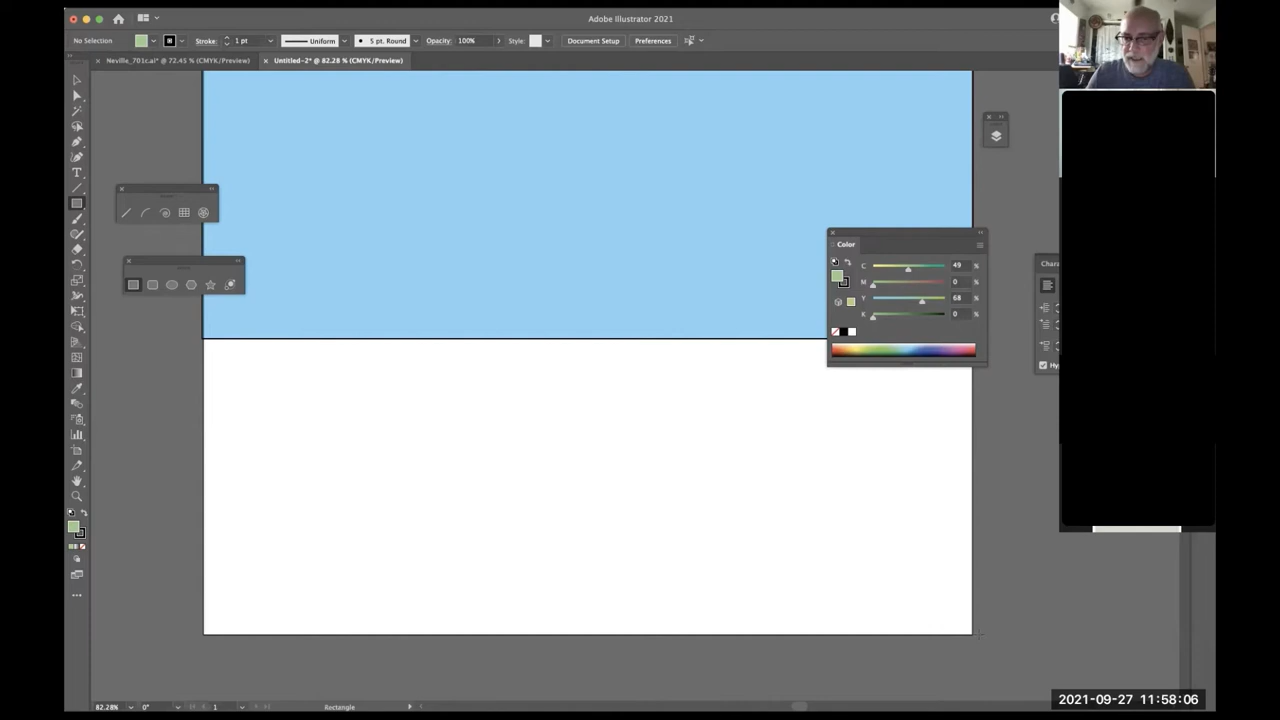 Adobe Illustrator 2021
No Selection Stroke: 1 pt Uniform 5 pt. Round Opacity: 100% Style: Document Setup Preferences
Neville_701c.ai* @ 72.45 % (CMYK/Preview) Untitled-2* @ 82.28 % (CMYK/Preview)
Color
C 49 %
M 0 %
Y 68 %
K 0 %
Chara
Hy
82.28% 0° 1 Rectangle
2021-09-27 11:58:06